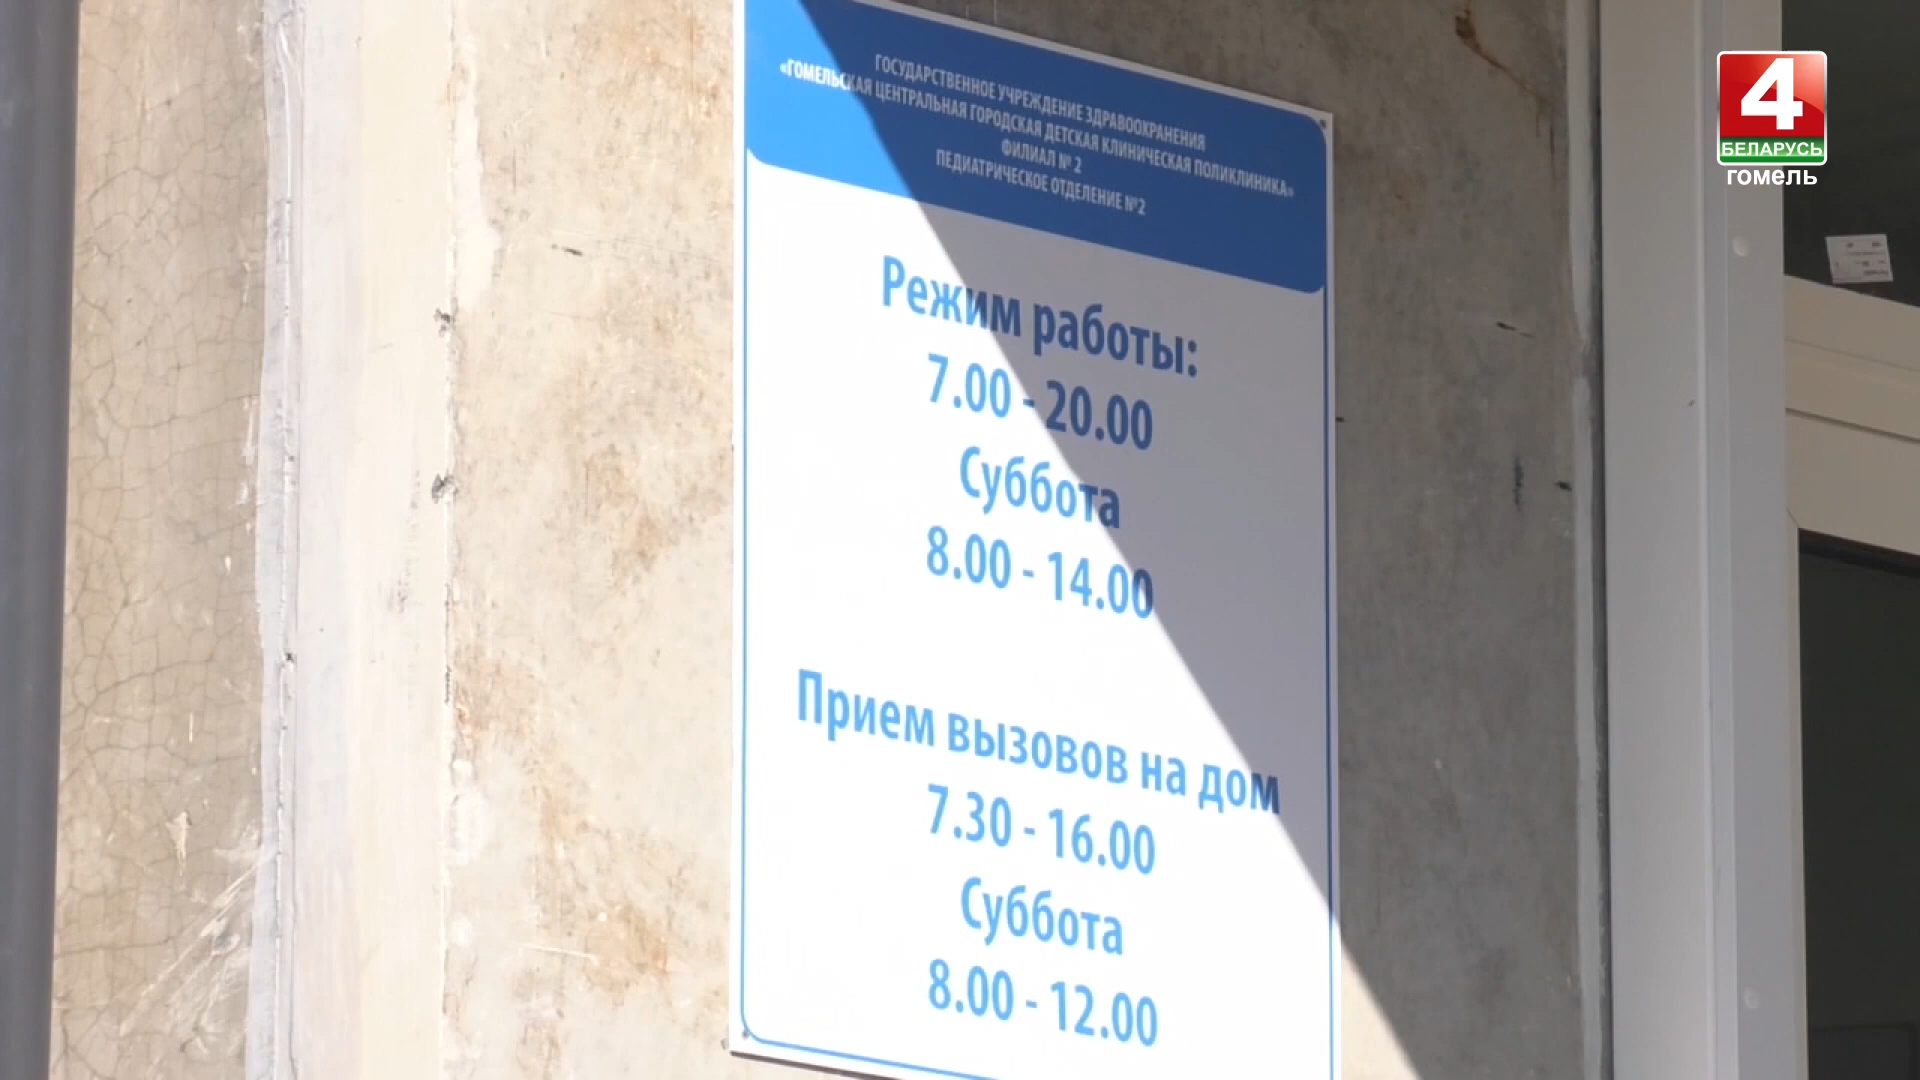 ГОСУДАРСТВЕННОЕ УЧРЕЖДЕНИЕ ЗДРАВООХРАНЕНИЯ
«ГОМЕЛЬСКАЯ ЦЕНТРАЛЬНАЯ ГОРОДСКАЯ ДЕТСКАЯ КЛИНИЧЕСКАЯ ПОЛИКЛИНИКА»
ФИЛИАЛ № 2
ПЕДИАТРИЧЕСКОЕ ОТДЕЛЕНИЕ №2
Режим работы:
7.00 - 20.00
Суббота
8.00 - 14.00
Прием вызовов на дом
7.30 - 16.00
Суббота
8.00 - 12.00
4
БЕЛАРУСЬ
гомель